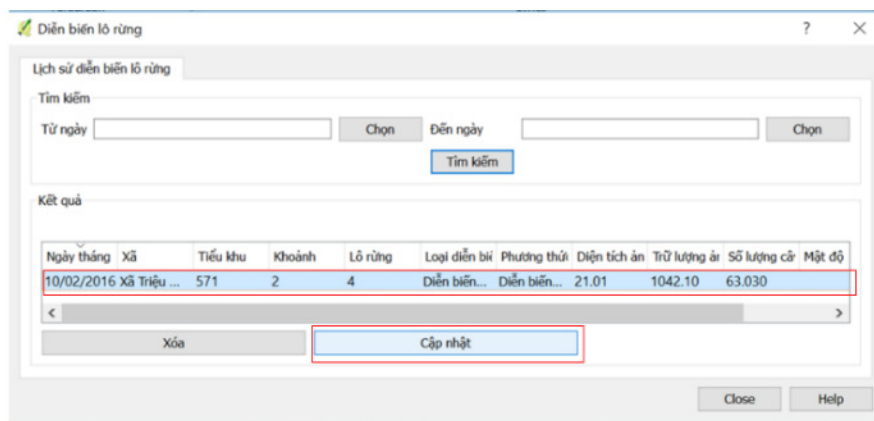 Diễn biến lô rừng ?
Lịch sử diễn biến lô rừng
Tìm kiếm
Từ ngày Chọn Đến ngày Chọn
Tìm kiếm
Kết quả
Ngày tháng Xã Tiểu khu Khoảnh Lô rừng Loại diễn biế Phương thứ Diện tích ản Trữ lượng ản Số lượng câ Mật độ
10/02/2016 Xã Triệu ... 571 2 4 Diễn biến... Diễn biến... 21.01 1042.10 63.030
Xóa Cập nhật
Close Help